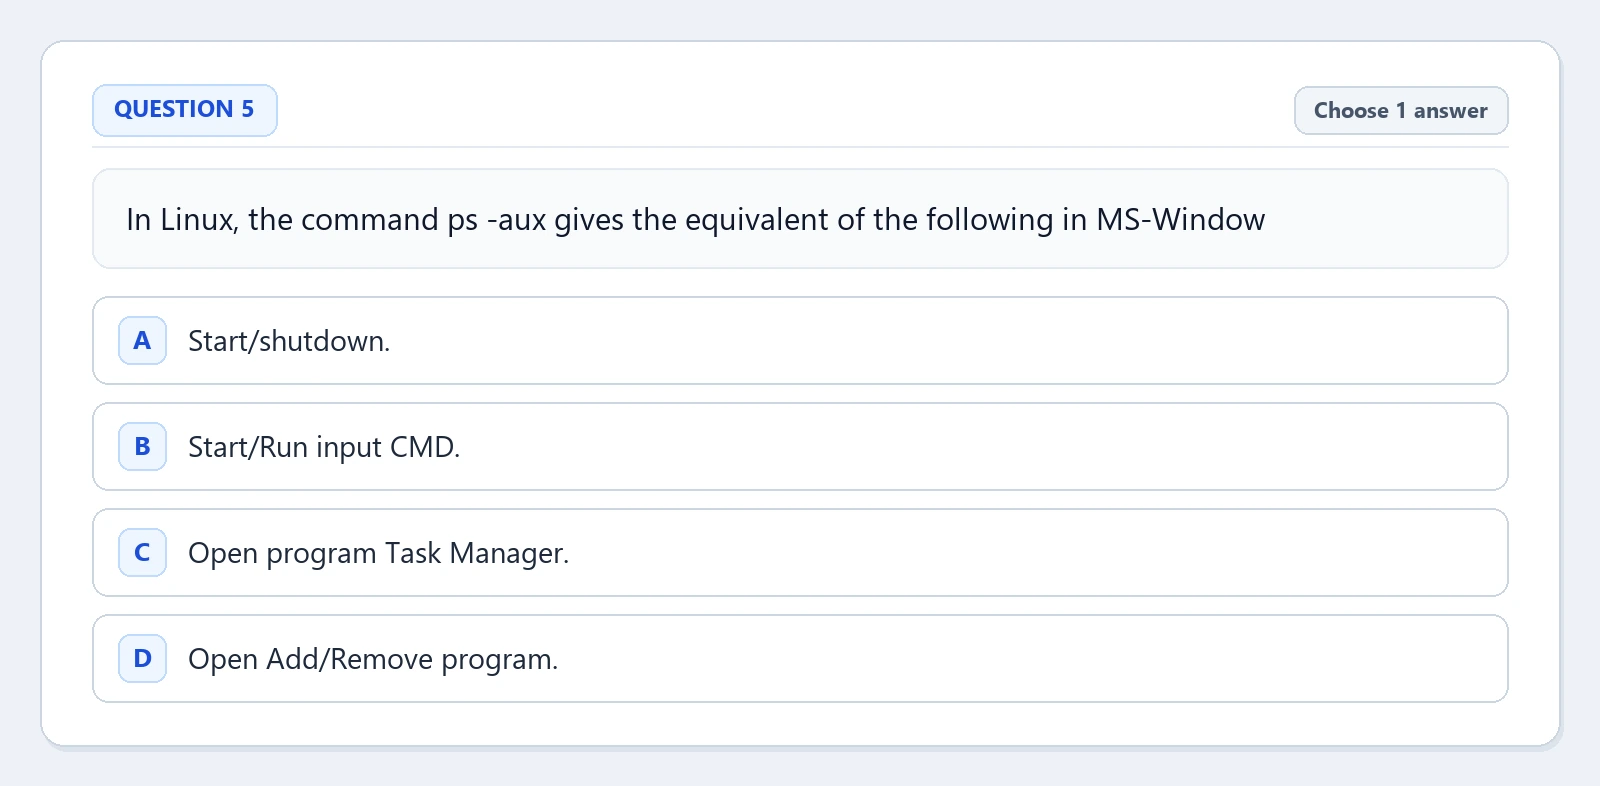 QUESTION 5
Choose 1 answer
In Linux, the command ps -aux gives the equivalent of the following in MS-Window
A Start/shutdown.
B Start/Run input CMD.
C Open program Task Manager.
D Open Add/Remove program.